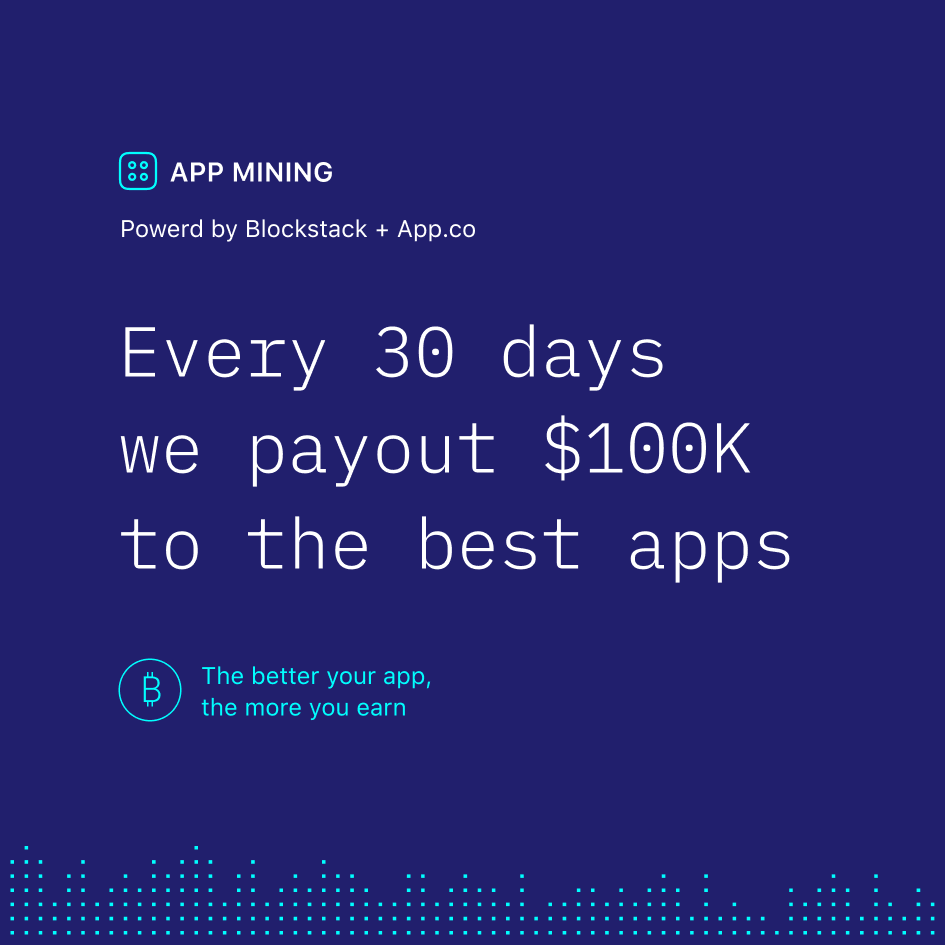 APP MINING
Powerd by Blockstack + App.co
Every 30 days
we payout $100K
to the best apps
The better your app,
the more you earn